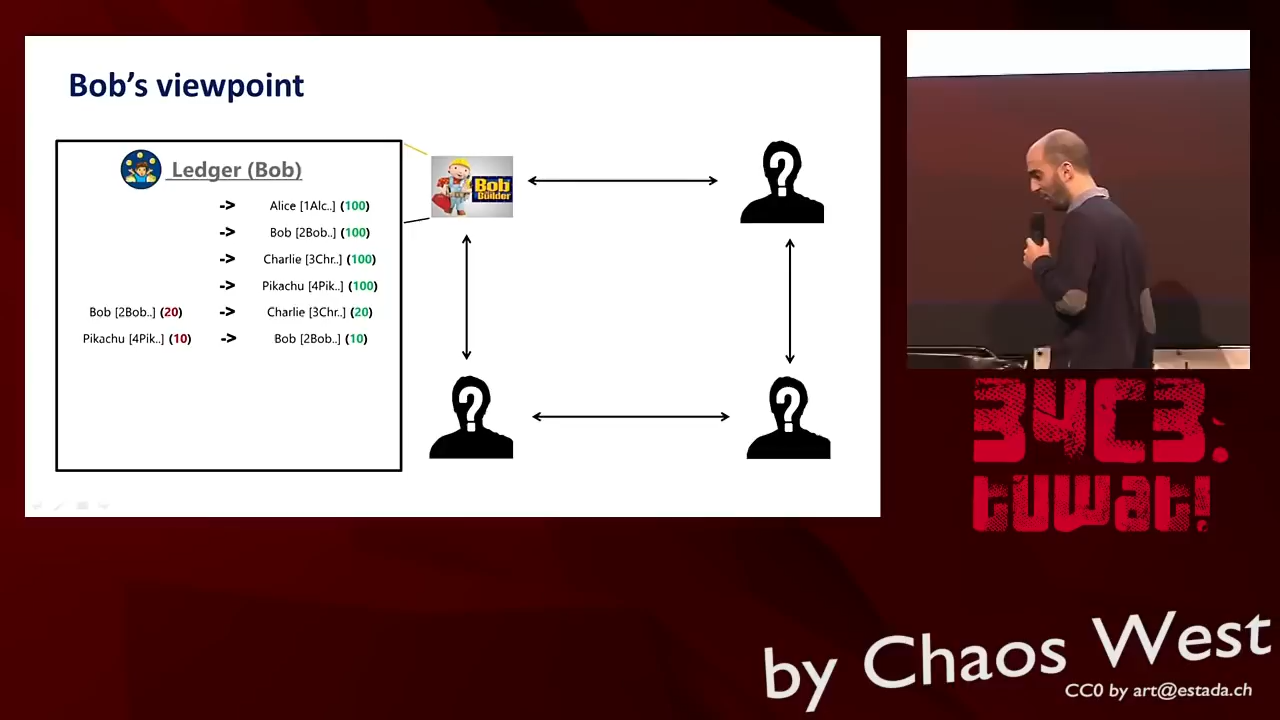 Bob's viewpoint
Ledger (Bob)
-> Alice [1Alc..] (100)
-> Bob [2Bob..] (100)
-> Charlie [3Chr..] (100)
-> Pikachu [4Pik..] (100)
Bob [2Bob..] (20) -> Charlie [3Chr..] (20)
Pikachu [4Pik..] (10) -> Bob [2Bob..] (10)
Bob
the
Builder
?
?
?
34C3:
tuwat!
by Chaos West
CC0 by art@estada.ch